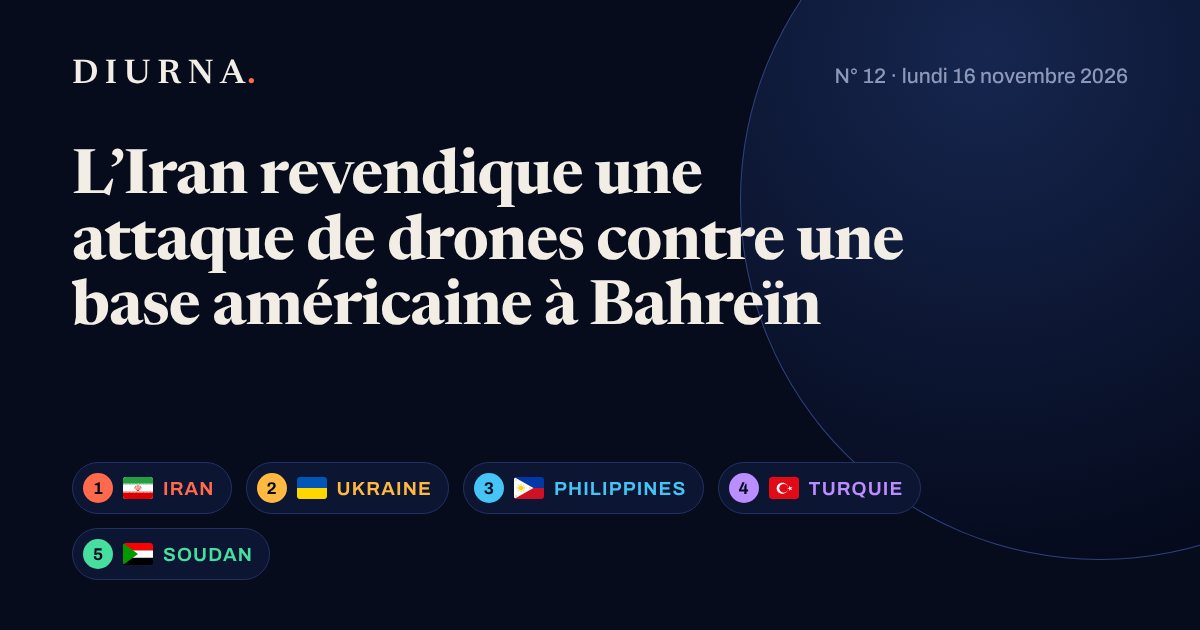 DIURNA.
N° 12 · lundi 16 novembre 2026
L’Iran revendique une
attaque de drones contre une
base américaine à Bahreïn
1 IRAN
2 UKRAINE
3 PHILIPPINES
4 TURQUIE
5 SOUDAN